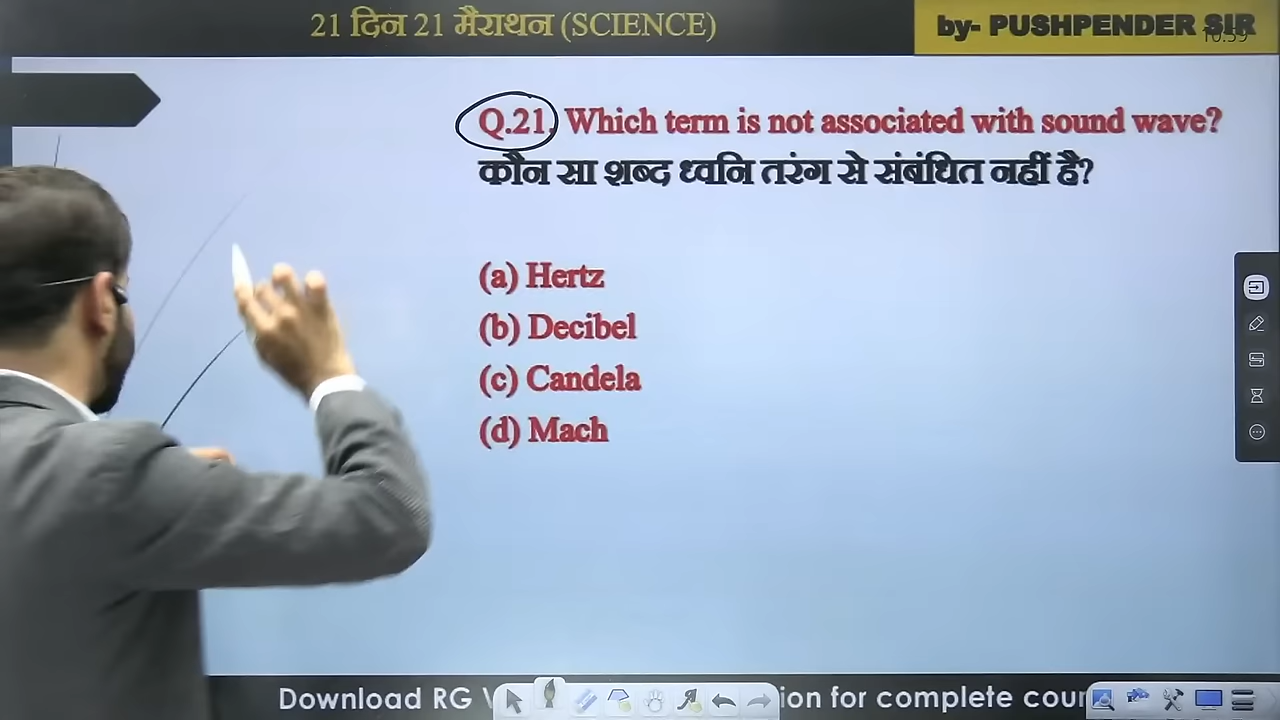 21 दिन 21 मैराथन (SCIENCE)
by- PUSHPENDER SIR
Q.21. Which term is not associated with sound wave?
कौन सा शब्द ध्वनि तरंग से संबंधित नहीं है?
(a) Hertz
(b) Decibel
(c) Candela
(d) Mach
Download RG
ion for complete cour